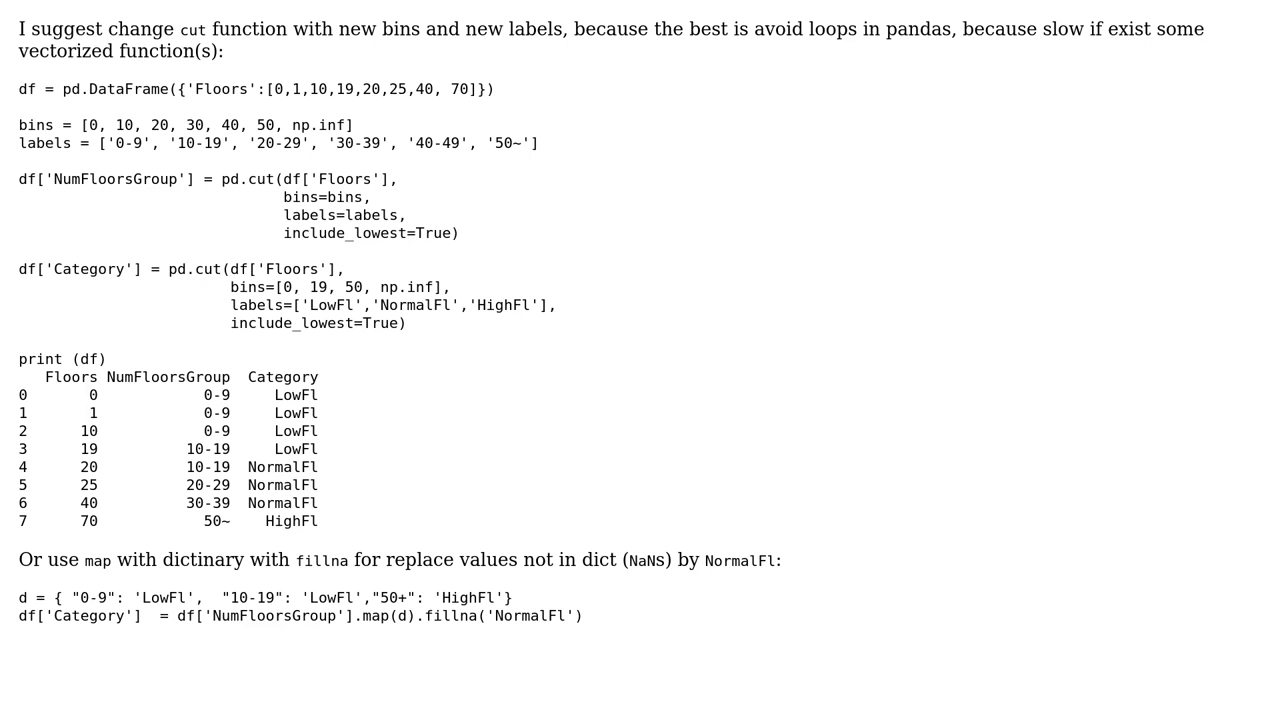 I suggest change cut function with new bins and new labels, because the best is avoid loops in pandas, because slow if exist some
vectorized function(s):
df = pd.DataFrame({'Floors':[0,1,10,19,20,25,40, 70]})
bins = [0, 10, 20, 30, 40, 50, np.inf]
labels = ['0-9', '10-19', '20-29', '30-39', '40-49', '50~']
df['NumFloorsGroup'] = pd.cut(df['Floors'],
                              bins=bins,
                              labels=labels,
                              include_lowest=True)
df['Category'] = pd.cut(df['Floors'],
                        bins=[0, 19, 50, np.inf],
                        labels=['LowFl','NormalFl','HighFl'],
                        include_lowest=True)
print (df)
   Floors NumFloorsGroup  Category
0       0            0-9     LowFl
1       1            0-9     LowFl
2      10            0-9     LowFl
3      19          10-19     LowFl
4      20          10-19  NormalFl
5      25          20-29  NormalFl
6      40          30-39  NormalFl
7      70            50~    HighFl
Or use map with dictinary with fillna for replace values not in dict (NaNs) by NormalFl:
d = { "0-9": 'LowFl',  "10-19": 'LowFl',"50+": 'HighFl'}
df['Category']  = df['NumFloorsGroup'].map(d).fillna('NormalFl')